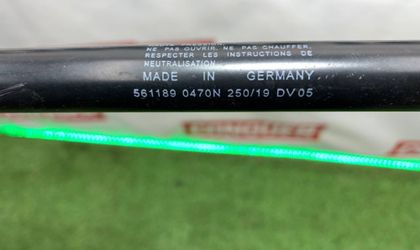 NE PAS OUVRIR, NE PAS CHAUFFER,
RESPECTER LES INSTRUCTIONS DE
NEUTRALISATION.
MADE IN GERMANY
561189 0470N 250/19 DV05